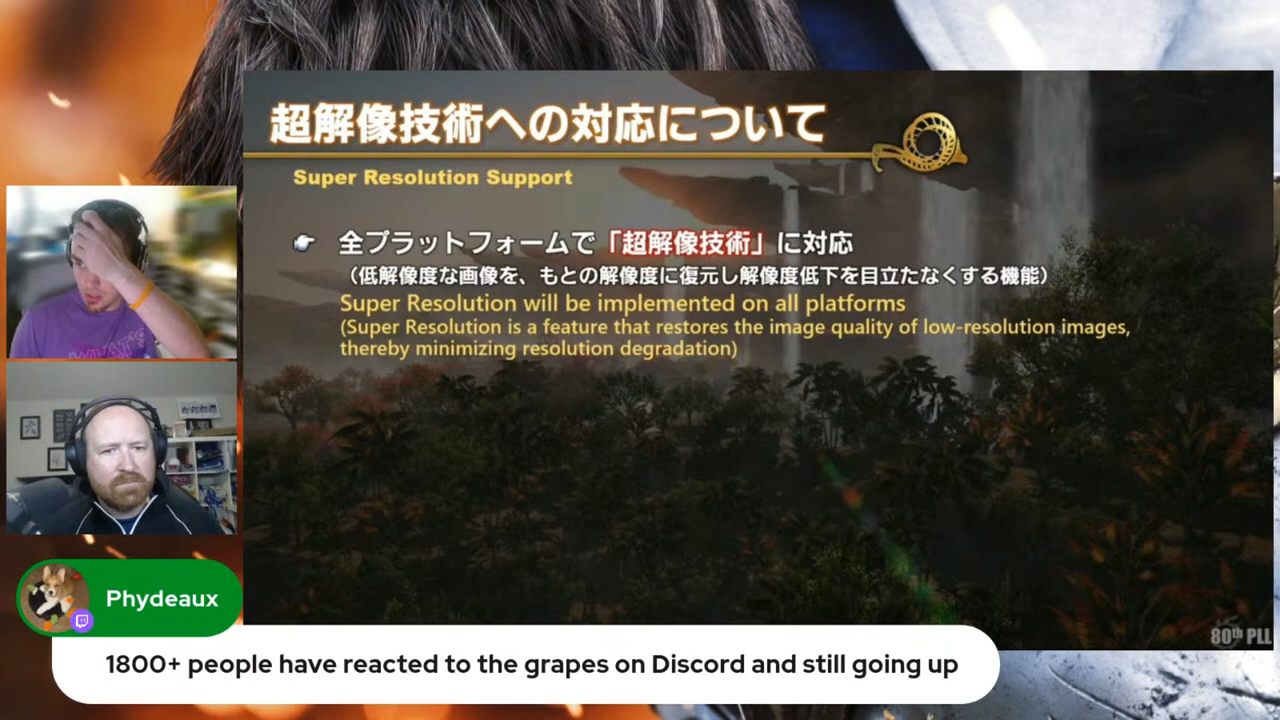 超解像技術への対応について
Super Resolution Support
全プラットフォームで「超解像技術」に対応
（低解像度な画像を、もとの解像度に復元し解像度低下を目立たなくする機能）
Super Resolution will be implemented on all platforms
(Super Resolution is a feature that restores the image quality of low-resolution images,
thereby minimizing resolution degradation)
Phydeaux
1800+ people have reacted to the grapes on Discord and still going up
80th PLL